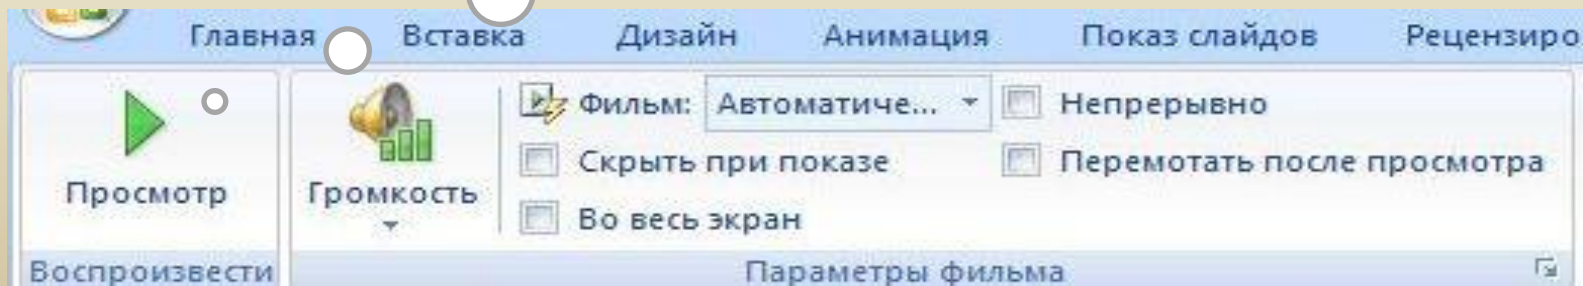 Главная Вставка Дизайн Анимация Показ слайдов Рецензиро
Фильм: Автоматиче... Непрерывно
Скрыть при показе Перемотать после просмотра
Просмотр Громкость
Во весь экран
Воспроизвести Параметры фильма